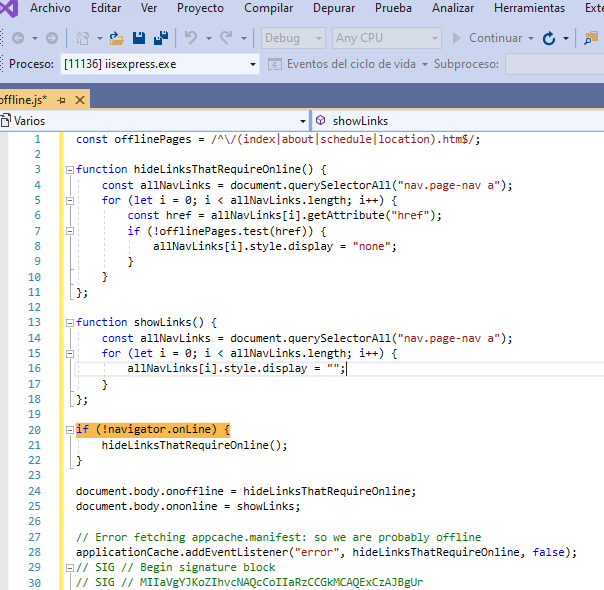 Archivo Editar Ver Proyecto Compilar Depurar Prueba Analizar Herramientas
Debug Any CPU Continuar
Proceso: [11136] iisexpress.exe Eventos del ciclo de vida Subproceso:
offline.js*
Varios showLinks
1 const offlinePages = /^\/(index|about|schedule|location).htm$/;
2
3 function hideLinksThatRequireOnline() {
4 const allNavLinks = document.querySelectorAll("nav.page-nav a");
5 for (let i = 0; i < allNavLinks.length; i++) {
6 const href = allNavLinks[i].getAttribute("href");
7 if (!offlinePages.test(href)) {
8 allNavLinks[i].style.display = "none";
9 }
10 }
11 };
12
13 function showLinks() {
14 const allNavLinks = document.querySelectorAll("nav.page-nav a");
15 for (let i = 0; i < allNavLinks.length; i++) {
16 allNavLinks[i].style.display = "";
17 }
18 };
19
20 if (!navigator.onLine) {
21 hideLinksThatRequireOnline();
22 }
23
24 document.body.onoffline = hideLinksThatRequireOnline;
25 document.body.ononline = showLinks;
26
27 // Error fetching appcache.manifest: so we are probably offline
28 applicationCache.addEventListener("error", hideLinksThatRequireOnline, false);
29 // SIG // Begin signature block
30 // SIG // MIIaVgYJKoZIhvcNAQcCoIIaRzCCGkMCAQExCzAJBgUr